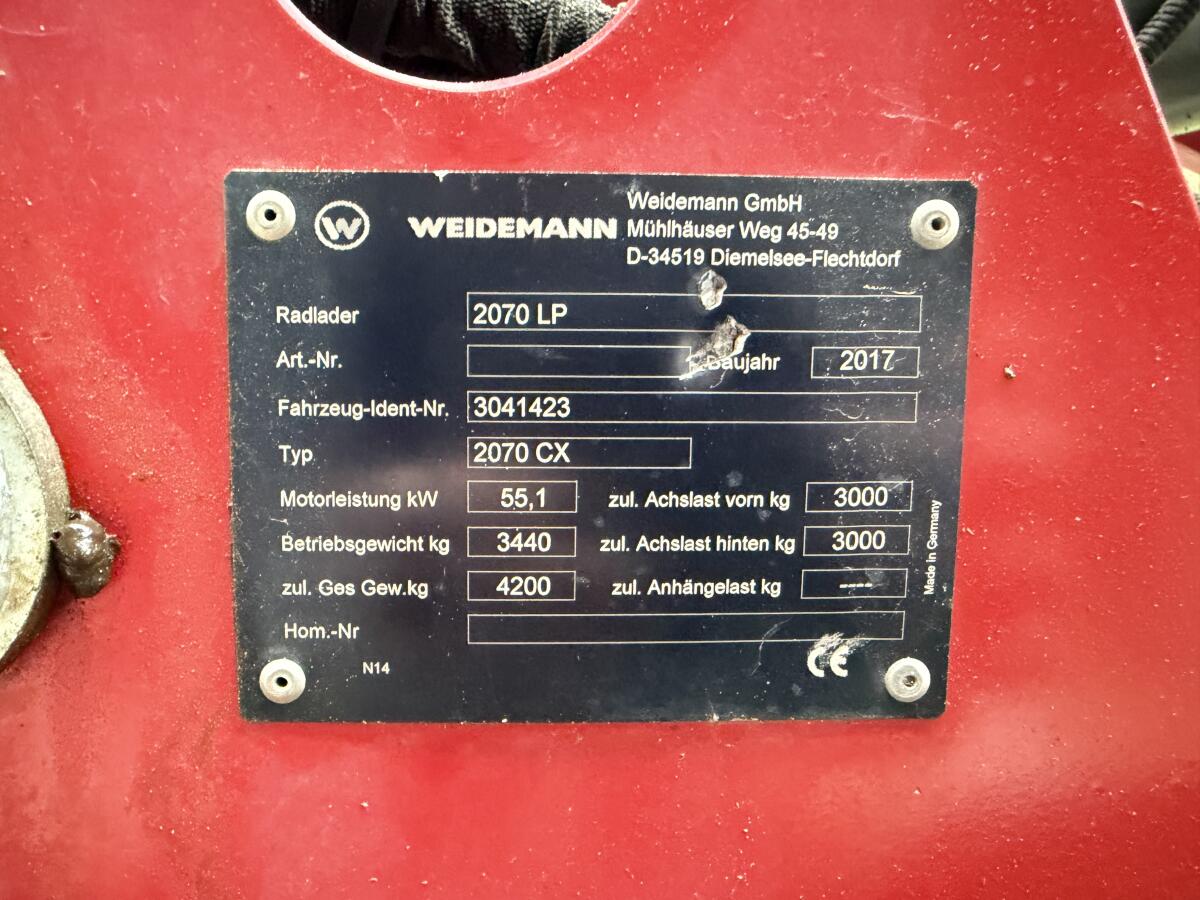 Weidemann GmbH
W WEIDEMANN Mühlhäuser Weg 45-49
D-34519 Diemelsee-Flechtdorf
Radlader 2070 LP
Art.-Nr. Baujahr 2017
Fahrzeug-Ident-Nr. 3041423
Typ 2070 CX
Motorleistung kW 55,1 zul. Achslast vorn kg 3000
Betriebsgewicht kg 3440 zul. Achslast hinten kg 3000
zul. Ges Gew.kg 4200 zul. Anhängelast kg ----
Hom.-Nr
N14 CE
Made in Germany